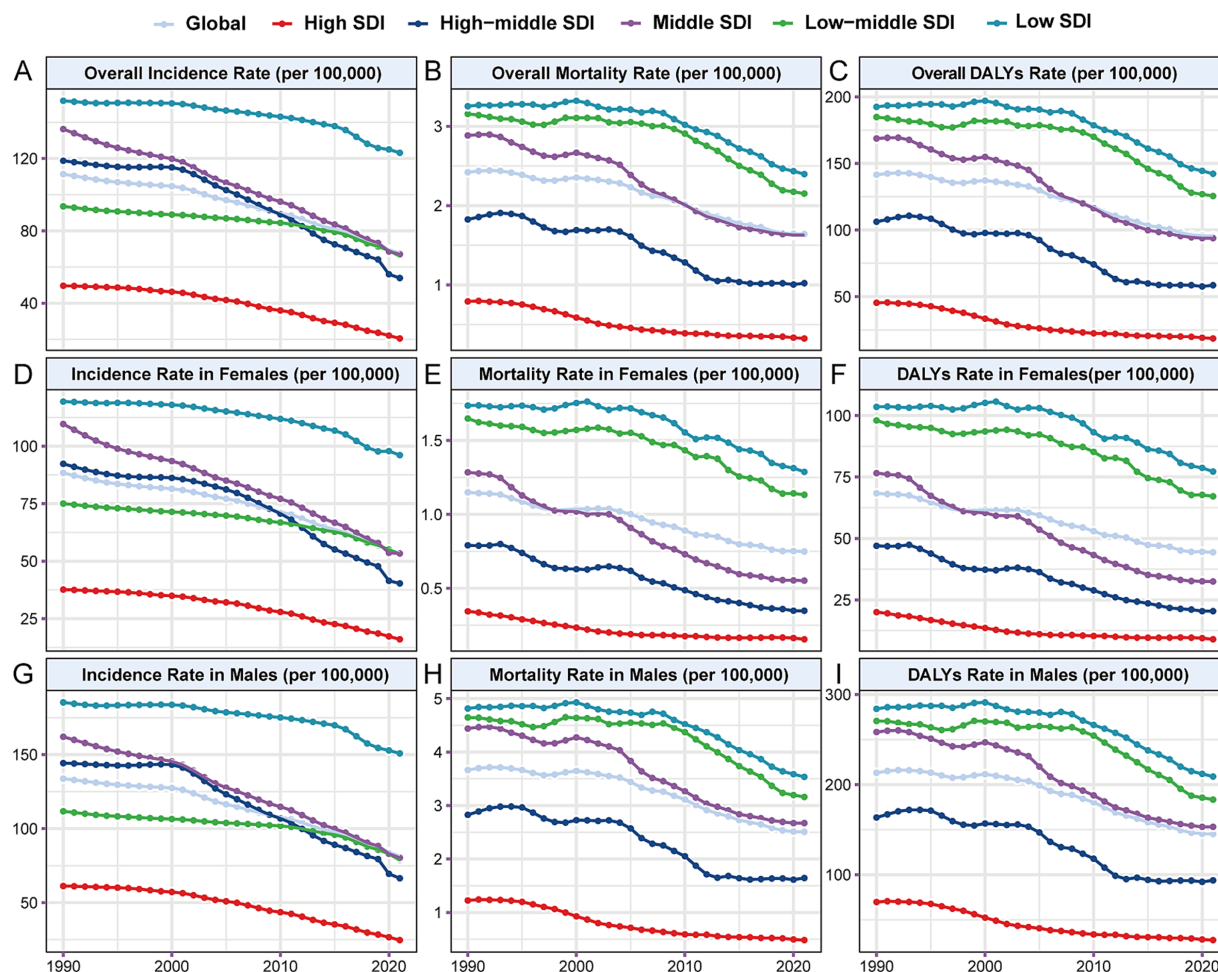 Global High SDI High−middle SDI Middle SDI Low−middle SDI Low SDI
A Overall Incidence Rate (per 100,000)
120
80
40
B Overall Mortality Rate (per 100,000)
3
2
1
C Overall DALYs Rate (per 100,000)
200
150
100
50
D Incidence Rate in Females (per 100,000)
100
75
50
25
E Mortality Rate in Females (per 100,000)
1.5
1.0
0.5
F DALYs Rate in Females(per 100,000)
100
75
50
25
G Incidence Rate in Males (per 100,000)
150
100
50
1990 2000 2010 2020
H Mortality Rate in Males (per 100,000)
5
4
3
2
1
1990 2000 2010 2020
I DALYs Rate in Males (per 100,000)
300
200
100
1990 2000 2010 2020